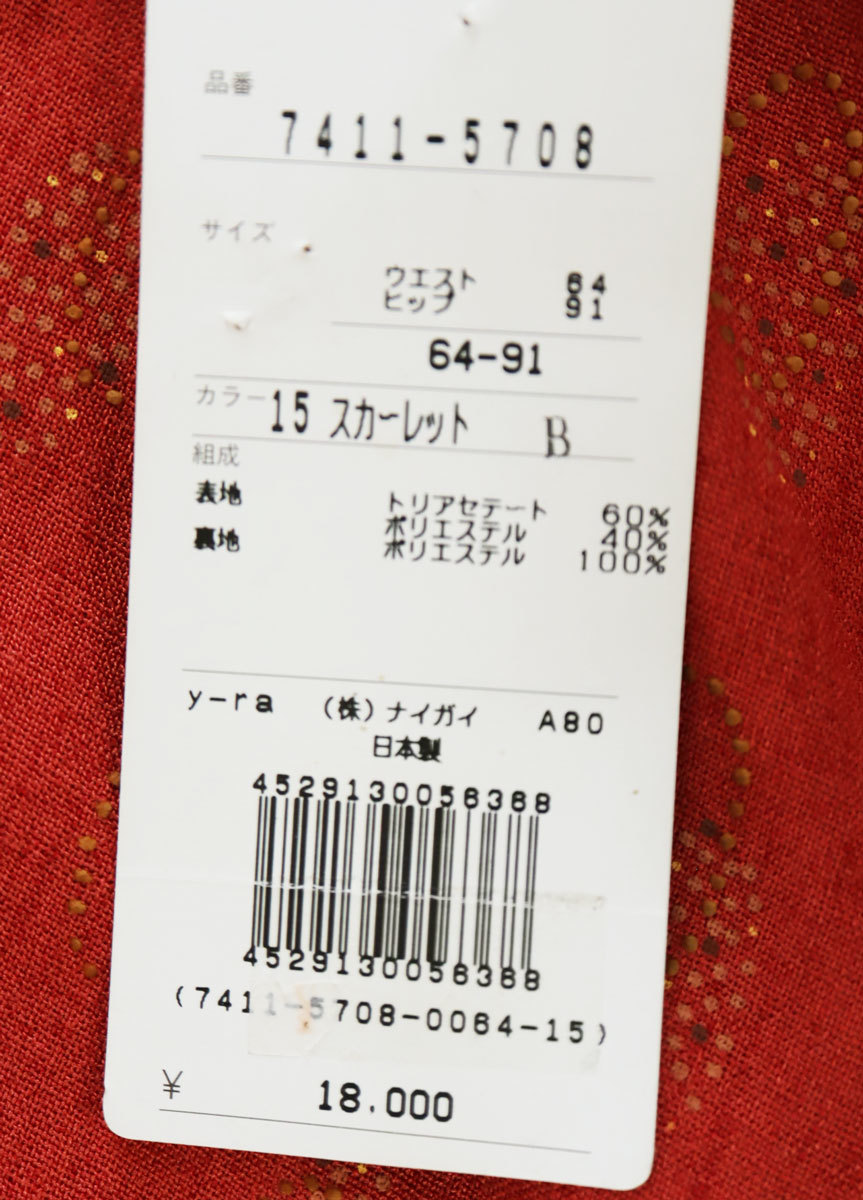 品番
7411-5708
サイズ
ウエスト 64
ヒップ 91
64-91
カラー 15 スカーレット B
組成
表地 トリアセテート 60%
ポリエステル 40%
裏地 ポリエステル 100%
y-ra (株)ナイガイ A80
日本製
4529130056368
4529130056368
(7411-5708-0064-15)
¥ 18.000